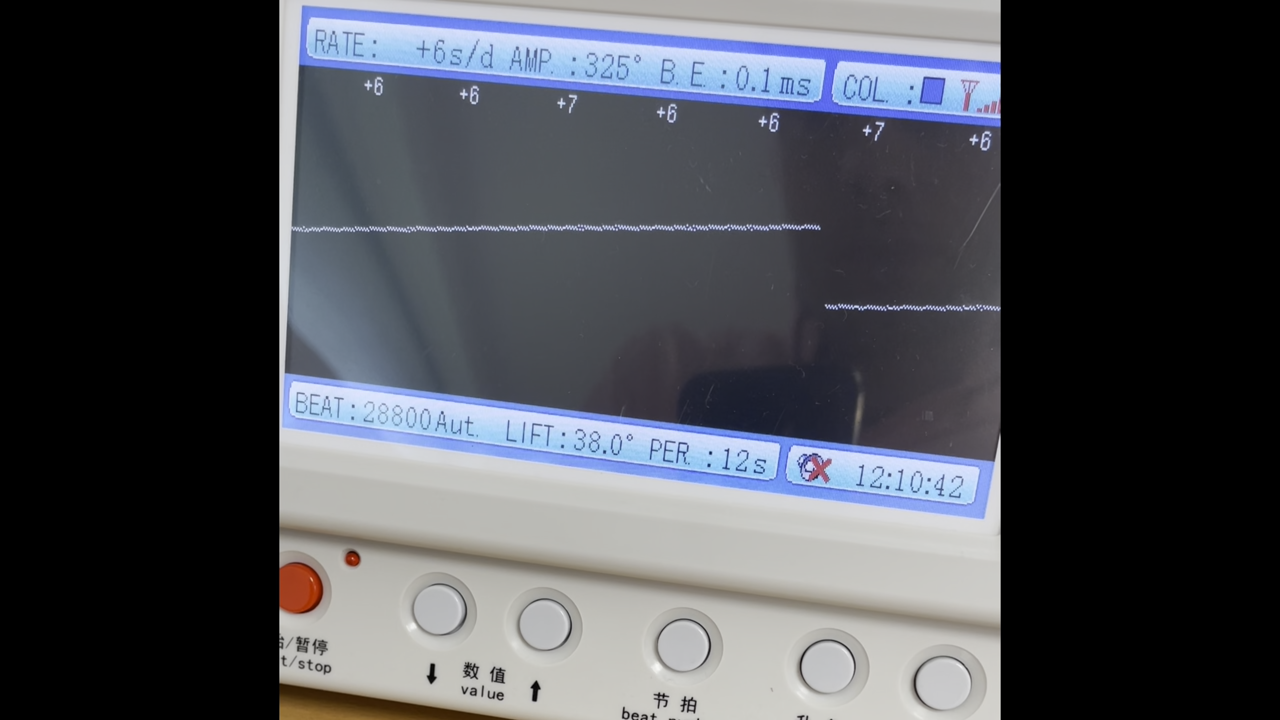 RATE: +6s/d AMP.:325° B.E.:0.1ms COL.:
+6 +6 +7 +6 +6 +7 +6
BEAT:28800Aut. LIFT:38.0° PER.:12s 12:10:42
/暂停 数值 节拍
t/stop value beat